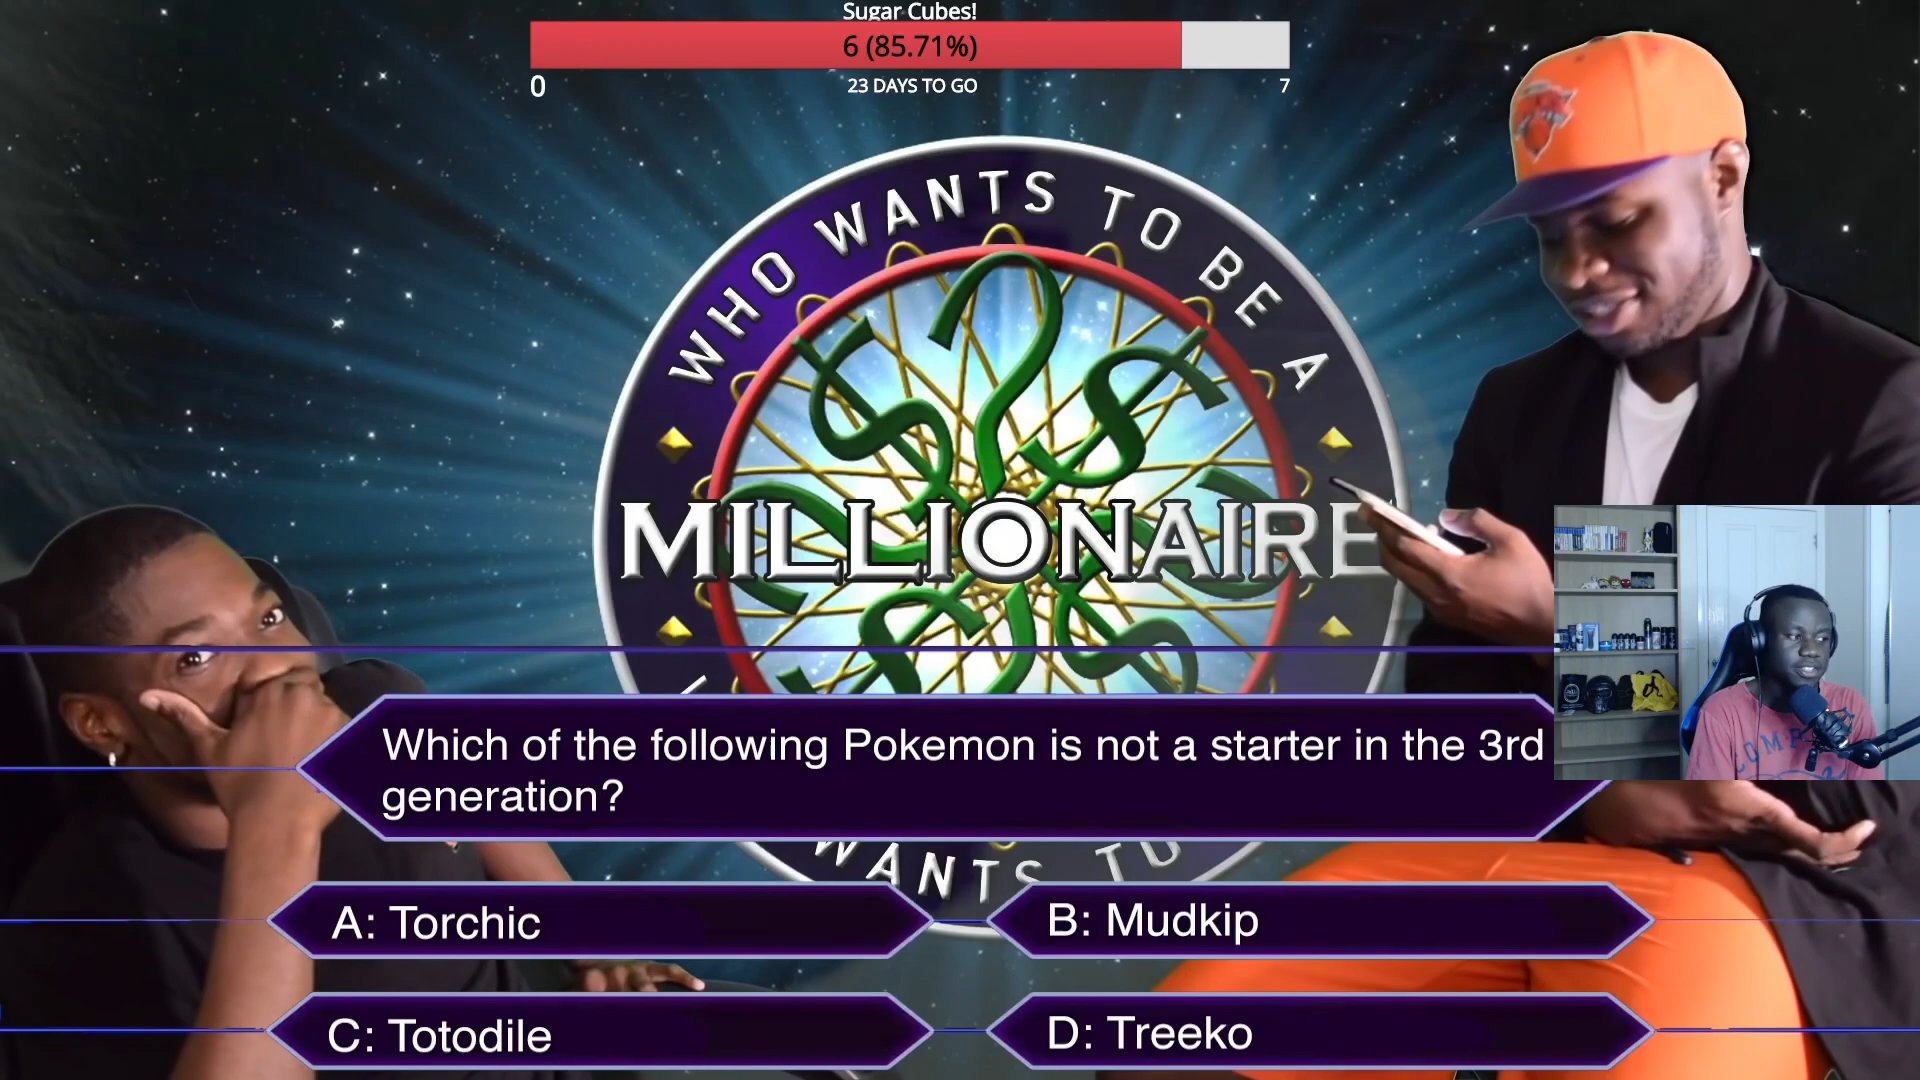 Sugar Cubes!
6 (85.71%)
0
23 DAYS TO GO
7
WHO WANTS TO BE A
MILLIONAIRE
Which of the following Pokemon is not a starter in the 3rd
generation?
WANTS TO
A: Torchic
B: Mudkip
C: Totodile
D: Treeko